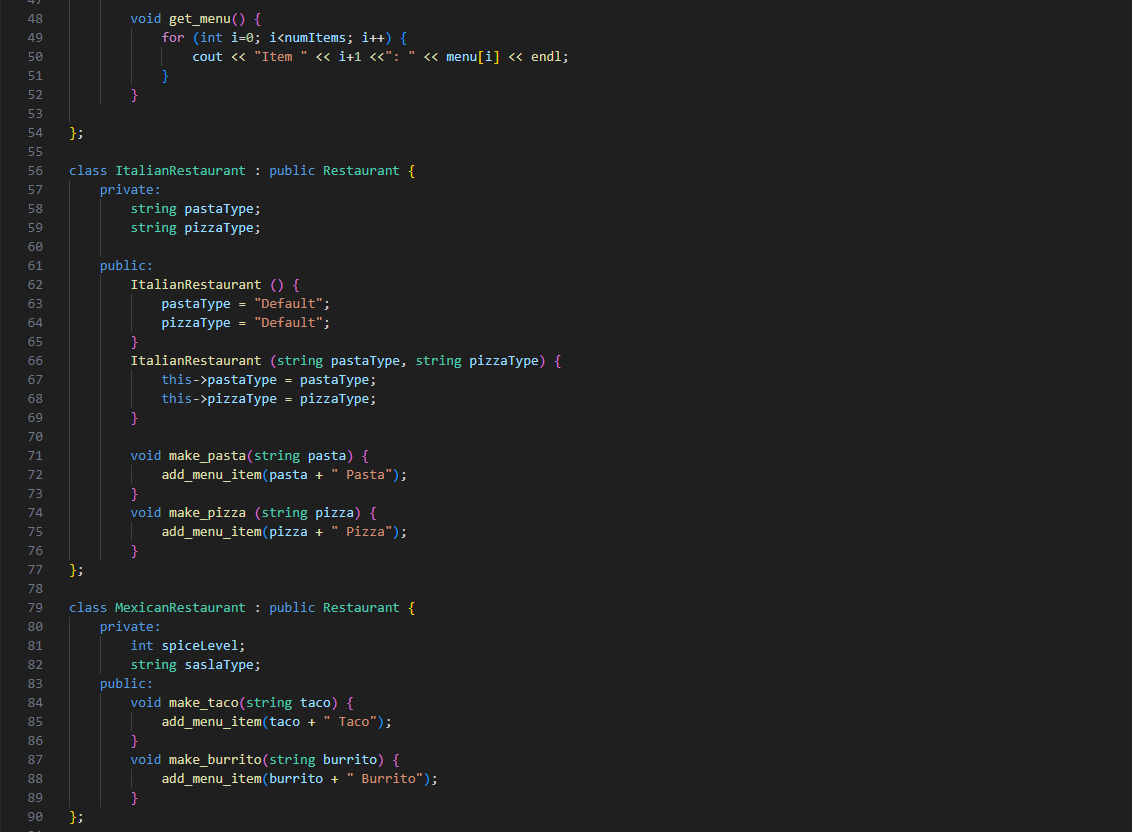 48 void get_menu() {
49 for (int i=0; i<numItems; i++) {
50 cout << "Item " << i+1 <<": " << menu[i] << endl;
51 }
52 }
53
54 };
55
56 class ItalianRestaurant : public Restaurant {
57 private:
58 string pastaType;
59 string pizzaType;
60
61 public:
62 ItalianRestaurant () {
63 pastaType = "Default";
64 pizzaType = "Default";
65 }
66 ItalianRestaurant (string pastaType, string pizzaType) {
67 this->pastaType = pastaType;
68 this->pizzaType = pizzaType;
69 }
70
71 void make_pasta(string pasta) {
72 add_menu_item(pasta + " Pasta");
73 }
74 void make_pizza (string pizza) {
75 add_menu_item(pizza + " Pizza");
76 }
77 };
78
79 class MexicanRestaurant : public Restaurant {
80 private:
81 int spiceLevel;
82 string saslaType;
83 public:
84 void make_taco(string taco) {
85 add_menu_item(taco + " Taco");
86 }
87 void make_burrito(string burrito) {
88 add_menu_item(burrito + " Burrito");
89 }
90 };